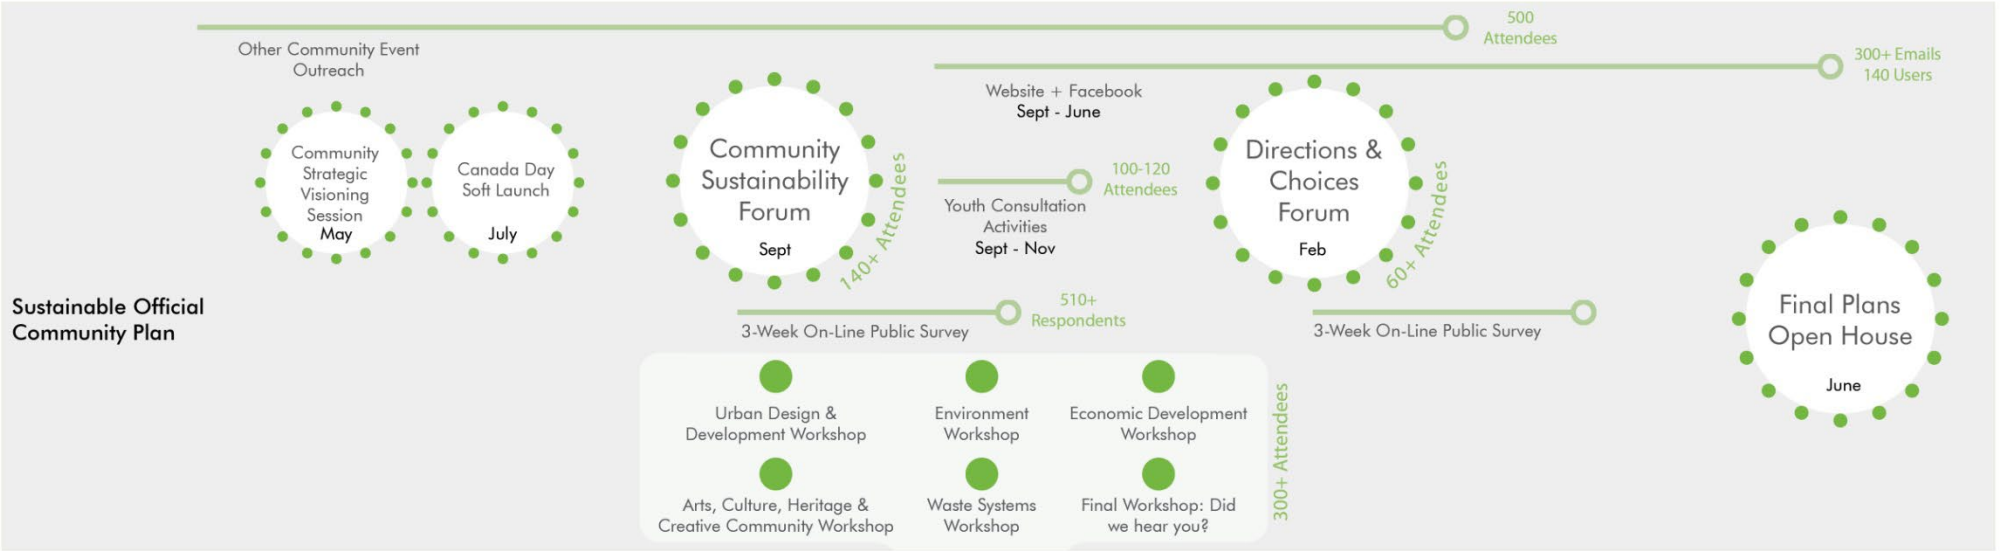 500
Attendees
Other Community Event
Outreach
300+ Emails
140 Users
Website + Facebook
Sept - June
Community
Strategic
Visioning
Session
May
Canada Day
Soft Launch
July
Community
Sustainability
Forum
Sept
140+ Attendees
100-120
Attendees
Youth Consultation
Activities
Sept - Nov
Directions &
Choices
Forum
Feb
60+ Attendees
Sustainable Official
Community Plan
510+
Respondents
3-Week On-Line Public Survey
3-Week On-Line Public Survey
Final Plans
Open House
June
Urban Design &
Development Workshop
Environment
Workshop
Economic Development
Workshop
Arts, Culture, Heritage &
Creative Community Workshop
Waste Systems
Workshop
Final Workshop: Did
we hear you?
300+ Attendees